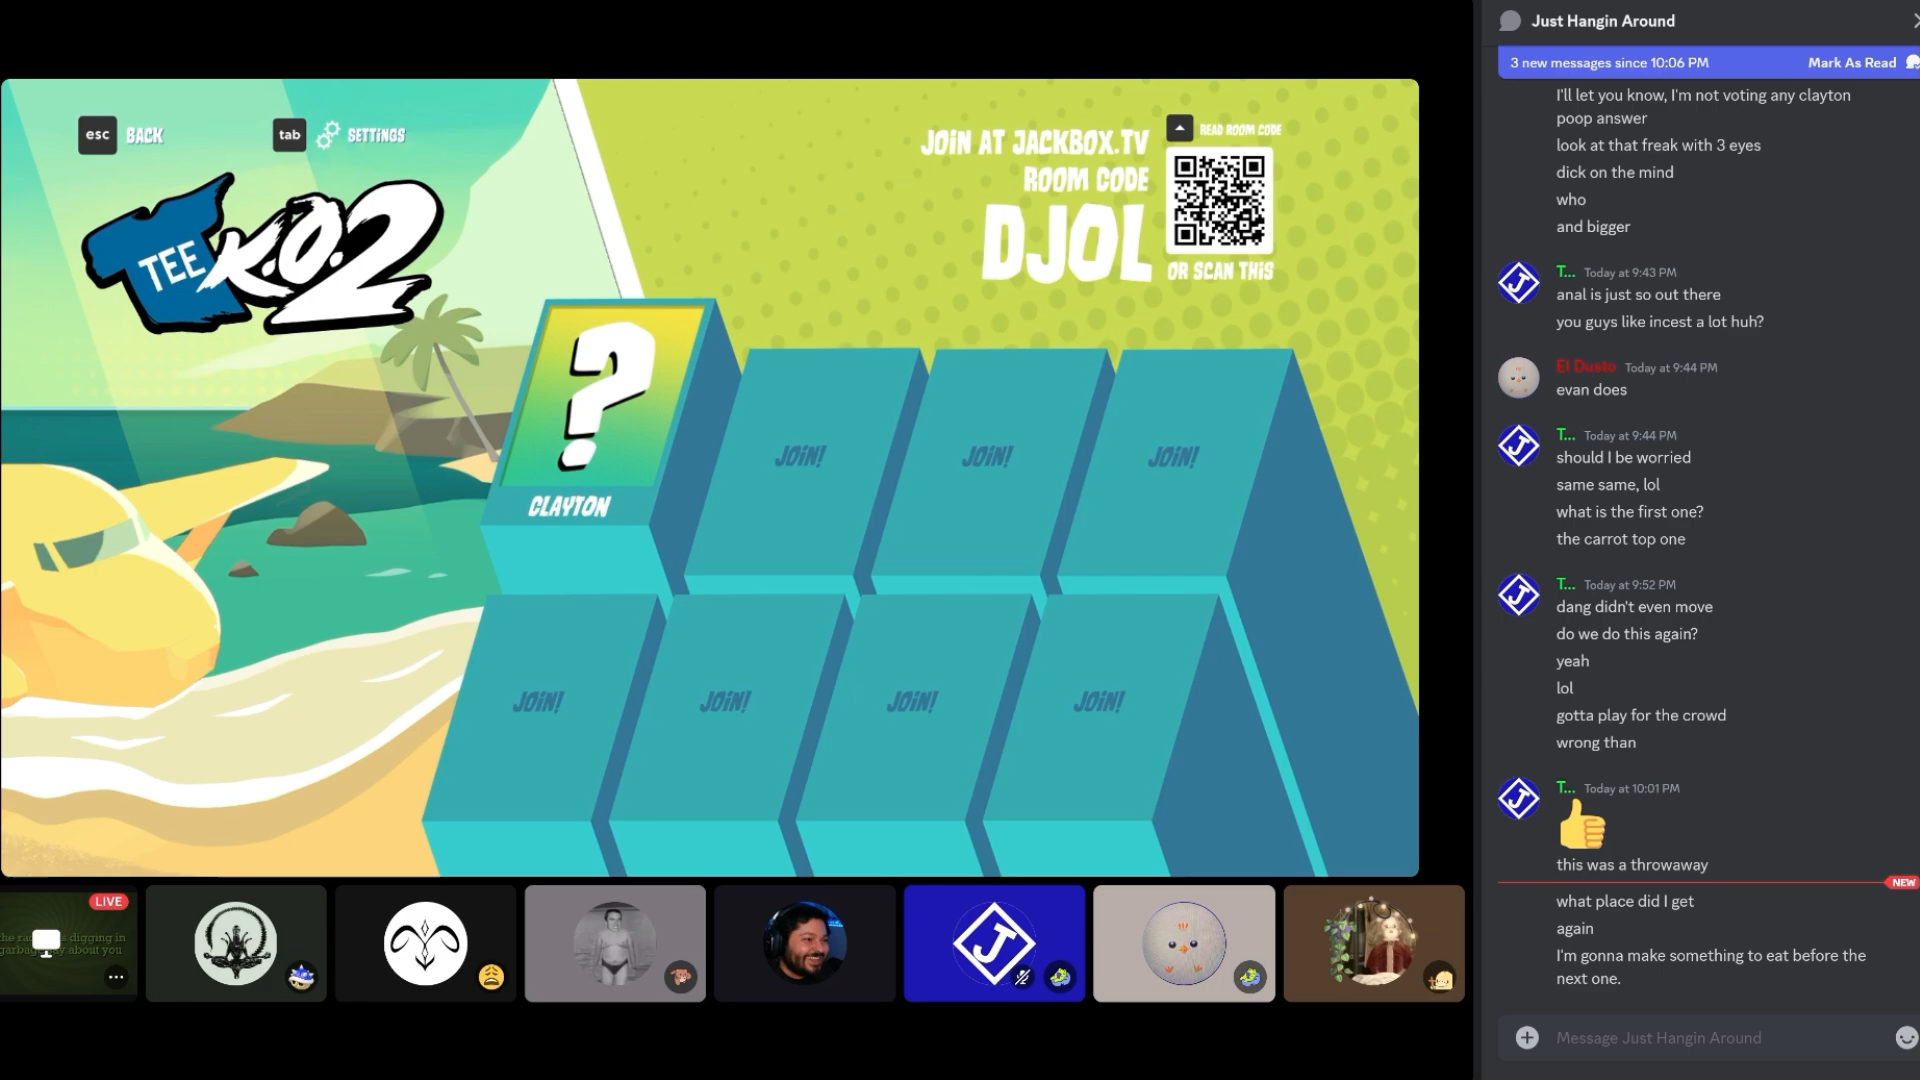 esc BACK
tab SETTINGS
TEE K.O.2
JOIN AT JACKBOX.TV
ROOM CODE
DJOL
READ ROOM CODE
OR SCAN THIS
?
CLAYTON
JOIN!
JOIN!
JOIN!
JOIN!
JOIN!
JOIN!
JOIN!
LIVE
digging in
about you
J
Just Hangin Around
3 new messages since 10:06 PM Mark As Read
I'll let you know, I'm not voting any clayton
poop answer
look at that freak with 3 eyes
dick on the mind
who
and bigger
J
T... Today at 9:43 PM
anal is just so out there
you guys like incest a lot huh?
El Dusto Today at 9:44 PM
evan does
J
T... Today at 9:44 PM
should I be worried
same same, lol
what is the first one?
the carrot top one
J
T... Today at 9:52 PM
dang didn't even move
do we do this again?
yeah
lol
gotta play for the crowd
wrong than
J
T... Today at 10:01 PM
this was a throwaway
NEW
what place did I get
again
I'm gonna make something to eat before the
next one.
Message Just Hangin Around